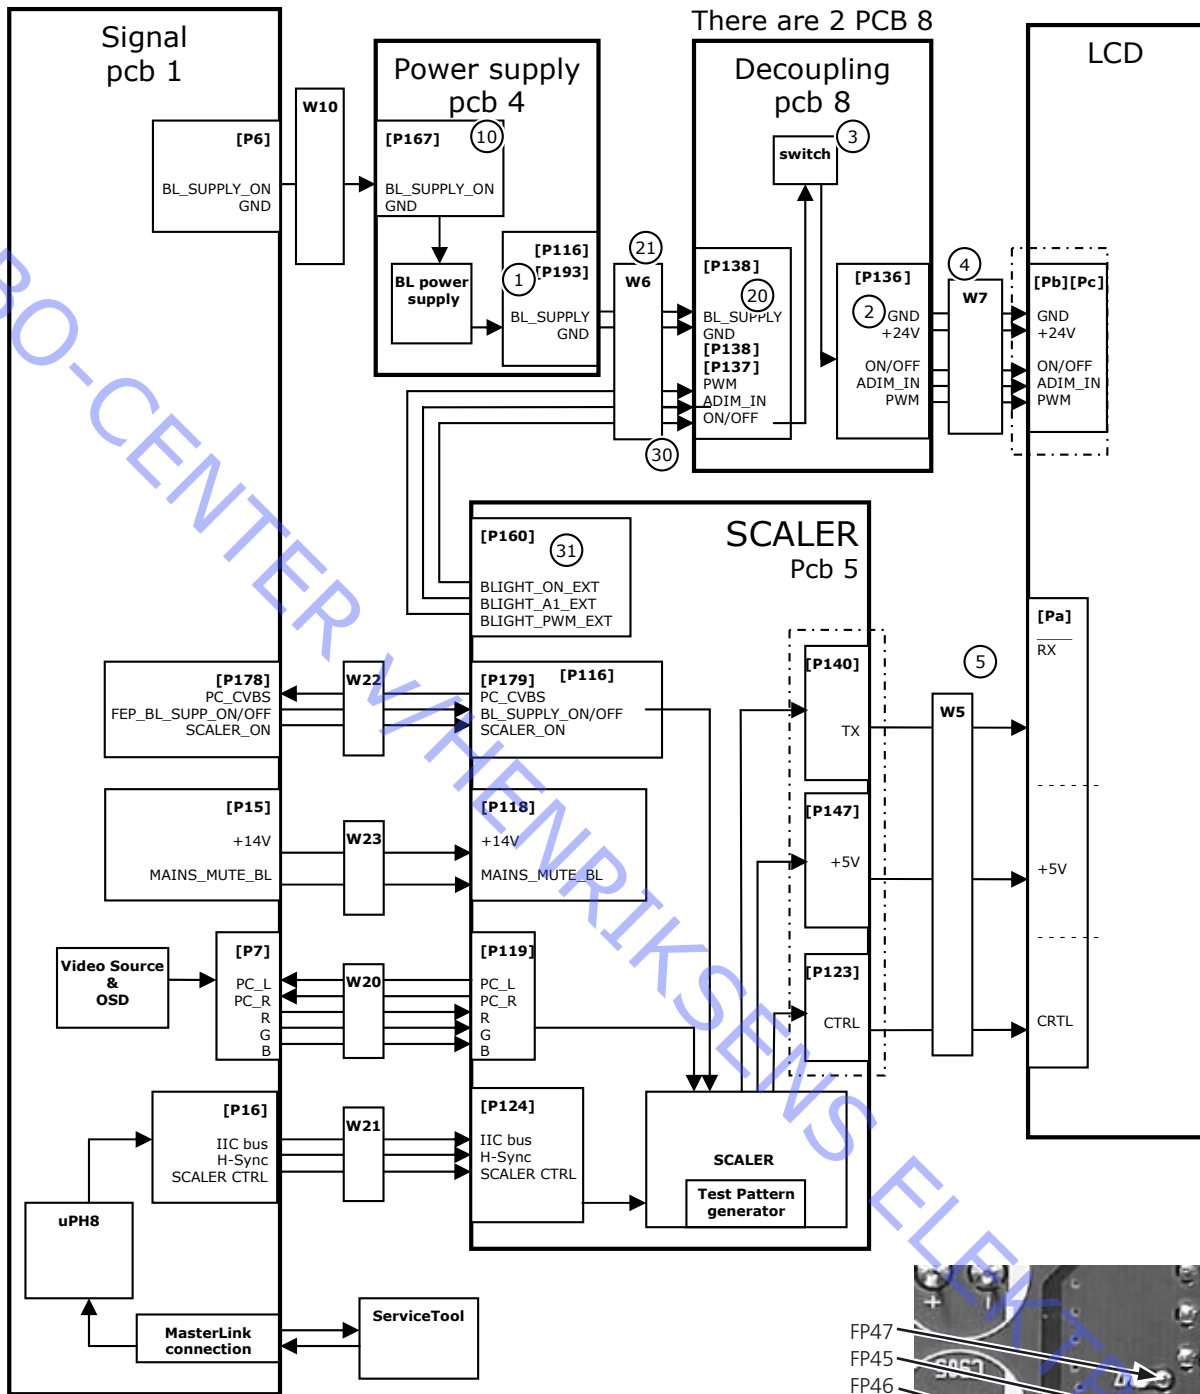 There are 2 PCB 8
Signal
pcb 1
[P6]
BL_SUPPLY_ON
GND
W10
Power supply
pcb 4
[P167]
10
BL_SUPPLY_ON
GND
BL power
supply
[P116]
[P193]
1
BL_SUPPLY
GND
21
W6
30
Decoupling
pcb 8
switch
3
[P138]
20
BL_SUPPLY
GND
[P138]
[P137]
PWM
ADIM_IN
ON/OFF
[P136]
2
GND
+24V
ON/OFF
ADIM_IN
PWM
4
W7
LCD
[Pb][Pc]
GND
+24V
ON/OFF
ADIM_IN
PWM
SCALER
Pcb 5
[P160]
31
BLIGHT_ON_EXT
BLIGHT_A1_EXT
BLIGHT_PWM_EXT
[P178]
PC_CVBS
FEP_BL_SUPP_ON/OFF
SCALER_ON
W22
[P179]
[P116]
PC_CVBS
BL_SUPPLY_ON/OFF
SCALER_ON
[P15]
+14V
MAINS_MUTE_BL
W23
[P118]
+14V
MAINS_MUTE_BL
Video Source
&
OSD
[P7]
PC_L
PC_R
R
G
B
W20
[P119]
PC_L
PC_R
R
G
B
[P16]
IIC bus
H-Sync
SCALER CTRL
W21
[P124]
IIC bus
H-Sync
SCALER CTRL
uPH8
MasterLink
connection
ServiceTool
SCALER
Test Pattern
generator
[P140]
TX
[P147]
+5V
[P123]
CTRL
5
W5
[Pa]
RX
+5V
CRTL
FP47
FP45
FP46
BO-CENTER v/HENRIKSENS ELEKTR